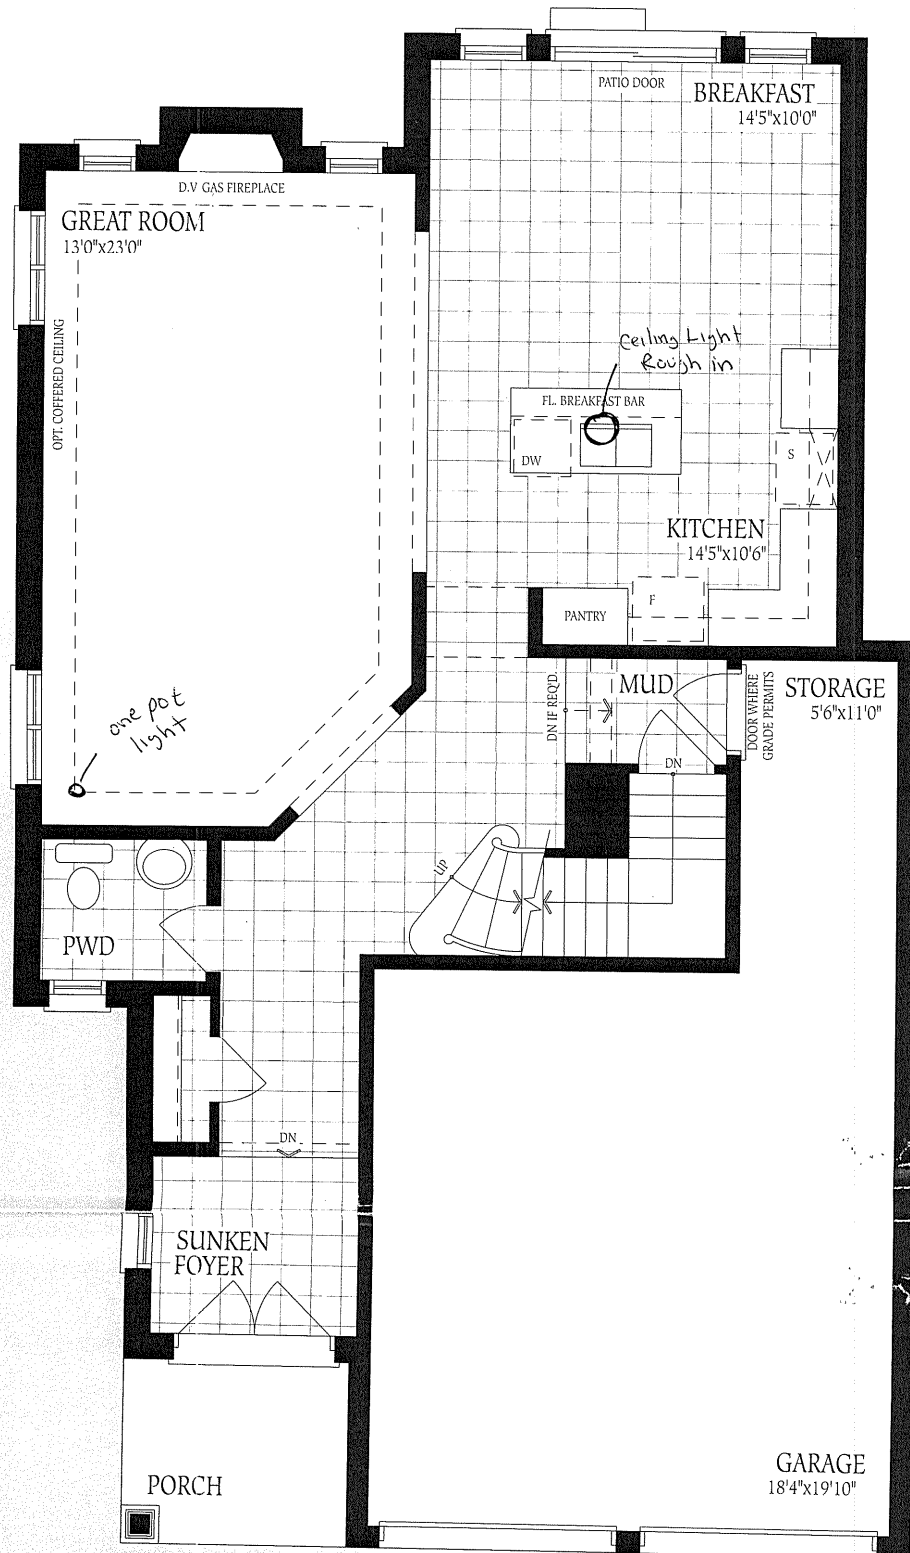 PATIO DOOR
BREAKFAST
14'5"x10'0"
D.V GAS FIREPLACE
GREAT ROOM
13'0"x23'0"
OPT. COFFERED CEILING
Ceiling Light
Rough in
FL. BREAKFAST BAR
DW
S
KITCHEN
14'5"x10'6"
F
PANTRY
one pot
light
DN IF REQ'D.
MUD
DOOR WHERE
GRADE PERMITS
STORAGE
5'6"x11'0"
DN
UP
PWD
DN
SUNKEN
FOYER
PORCH
GARAGE
18'4"x19'10"